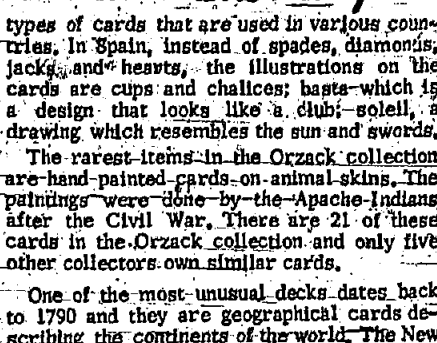 types of cards that are used in various coun-
tries. In Spain, instead of spades, diamonds,
jacks, and hearts, the illustrations on the
cards are cups and chalices; basta which is
a design that looks like a club; soleil, a
drawing which resembles the sun and swords.
The rarest items in the Orzack collection
are hand painted cards on animal skins. The
paintings were done by the Apache Indians
after the Civil War. There are 21 of these
cards in the Orzack collection and only five
other collectors own similar cards.
One of the most unusual decks dates back
to 1790 and they are geographical cards de-
scribing the continents of the world. The New